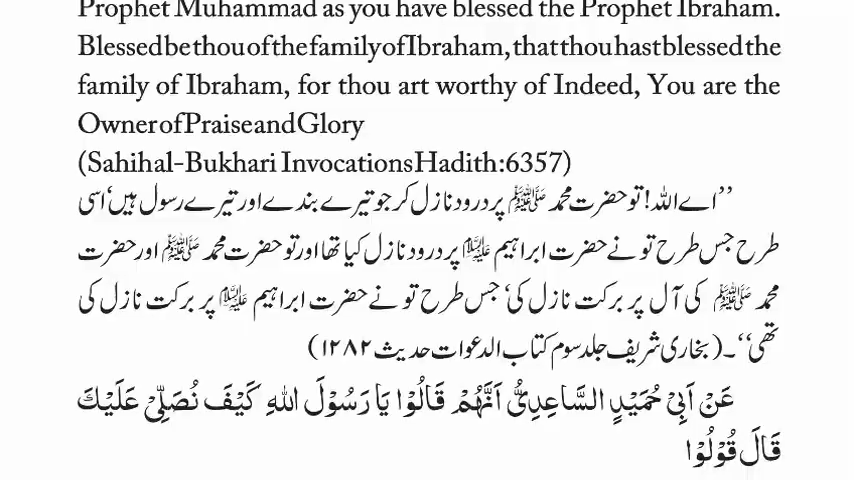 Prophet Muhammad as you have blessed the Prophet Ibraham.
Blessed be thou of the family of Ibraham, that thou hast blessed the
family of Ibraham, for thou art worthy of Indeed, You are the
Owner of Praise and Glory
(Sahihal-Bukhari Invocations Hadith:6357)
’’اے اللہ! تو حضرت محمد ﷺ پر درود نازل کر جو تیرے بندے اور تیرے رسول ہیں‘ اسی
طرح جس طرح تو نے حضرت ابراہیم علیہ السلام پر درود نازل کیا تھا اور تو حضرت محمد ﷺ اور حضرت
محمد ﷺ کی آل پر برکت نازل کی‘ جس طرح تو نے حضرت ابراہیم علیہ السلام پر برکت نازل کی
تھی‘‘۔ (بخاری شریف جلد سوم کتاب الدعوات حدیث ۱۲۸۲)
عَنْ اَبِیْ حُمَیْدٍ السَّاعِدِیُّ اَنَّهُمْ قَالُوْا یَا رَسُوْلَ اللهِ کَیْفَ نُصَلِّیْ عَلَیْكَ
قَالَ قُوْلُوْا